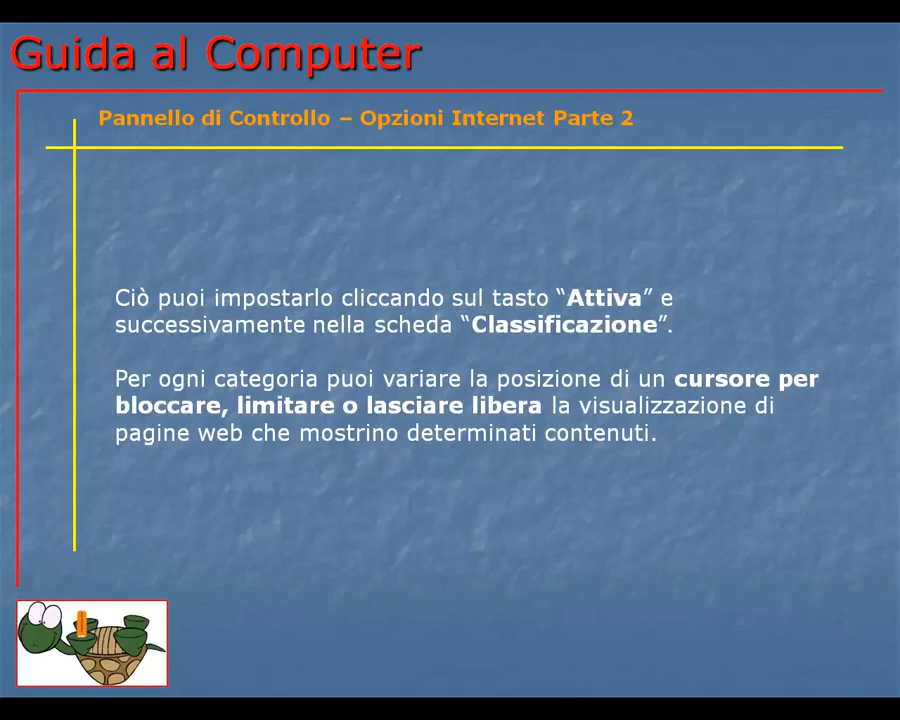 Guida al Computer
Pannello di Controllo – Opzioni Internet Parte 2
Ciò puoi impostarlo cliccando sul tasto “Attiva” e
successivamente nella scheda “Classificazione”.
Per ogni categoria puoi variare la posizione di un cursore per
bloccare, limitare o lasciare libera la visualizzazione di
pagine web che mostrino determinati contenuti.